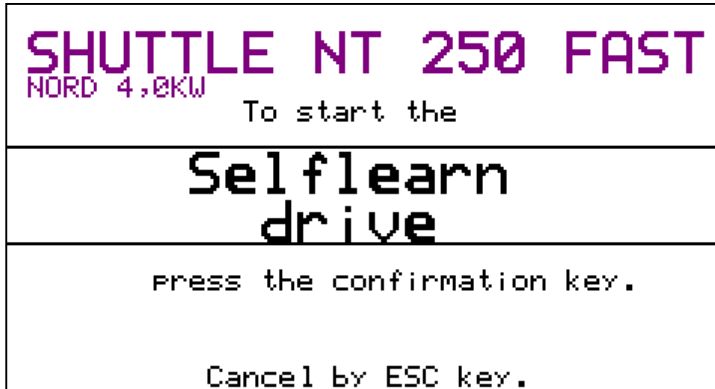 SHUTTLE NT 250 FAST
NORD 4,0KW
To start the
Selflearn
drive
Press the confirmation key.
Cancel by ESC key.